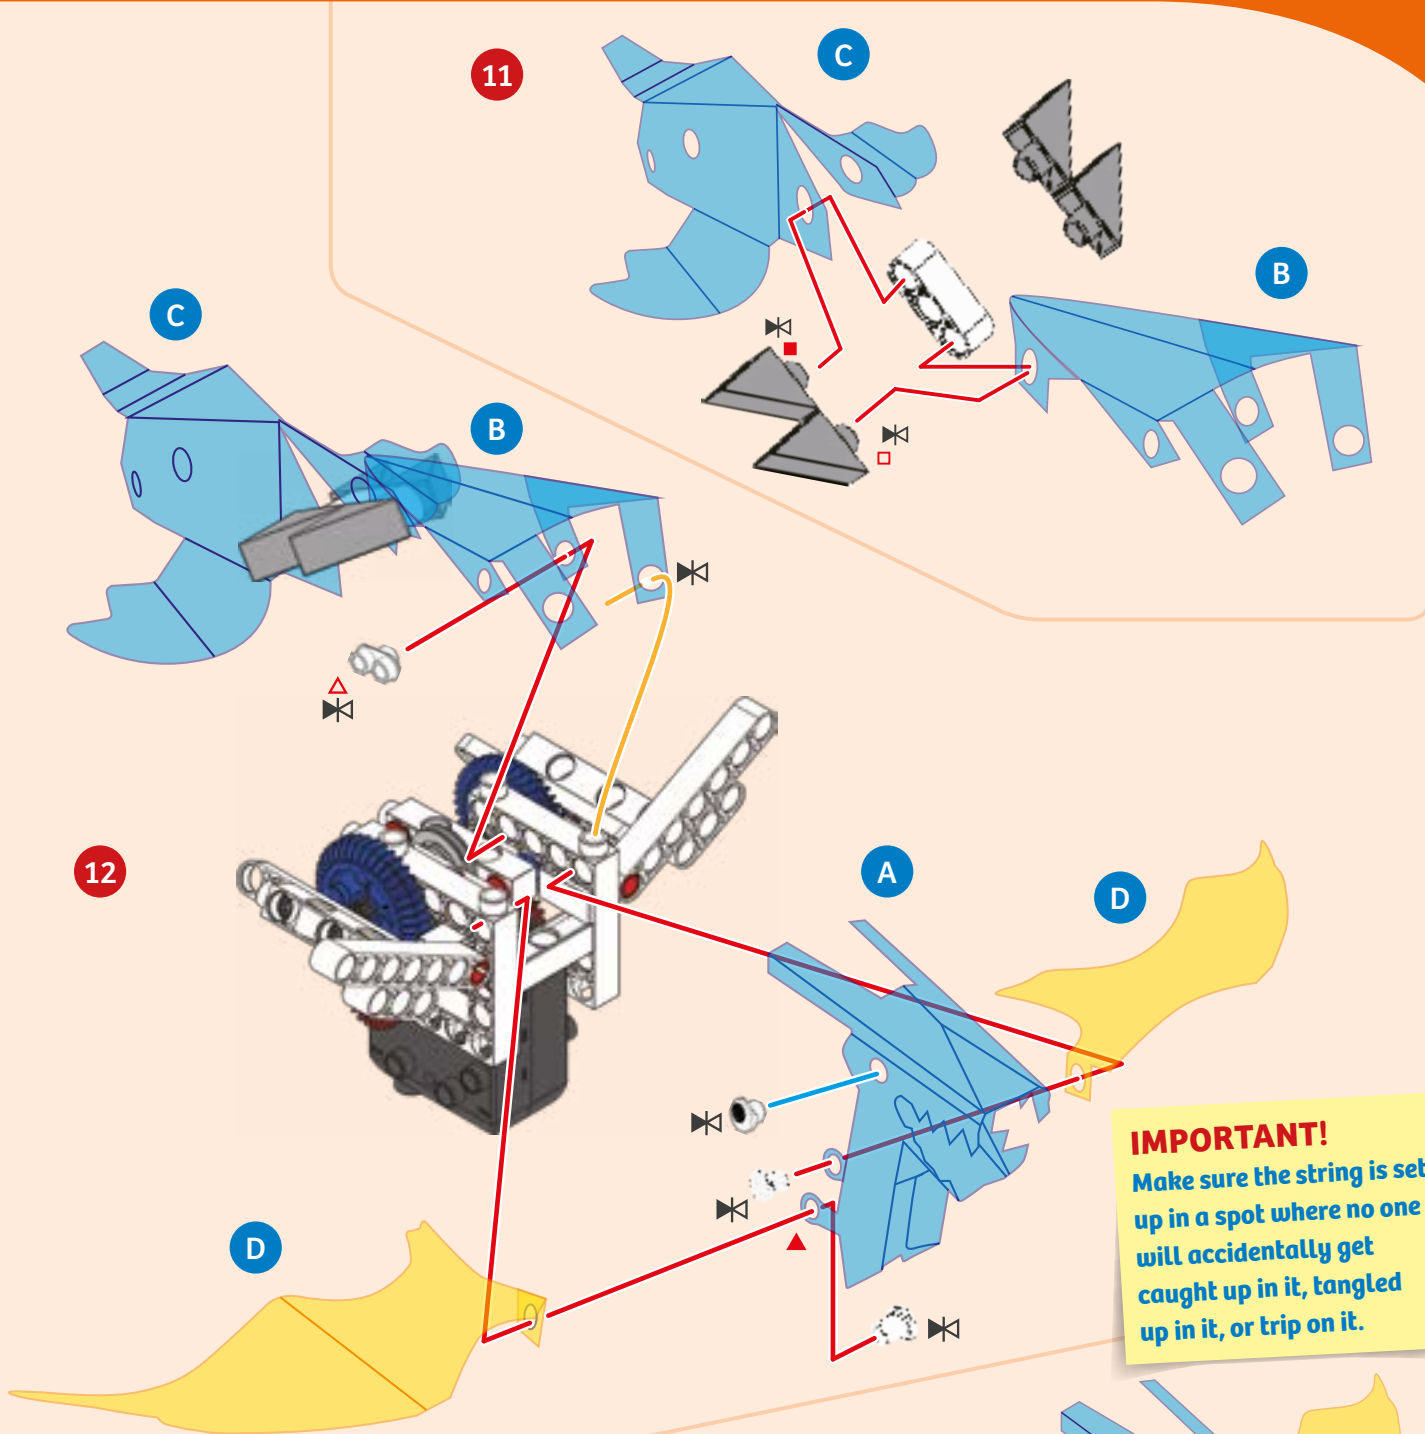 11
C
B
C
B
12
A
D
D
IMPORTANT!
Make sure the string is set
up in a spot where no one
will accidentally get
caught up in it, tangled
up in it, or trip on it.